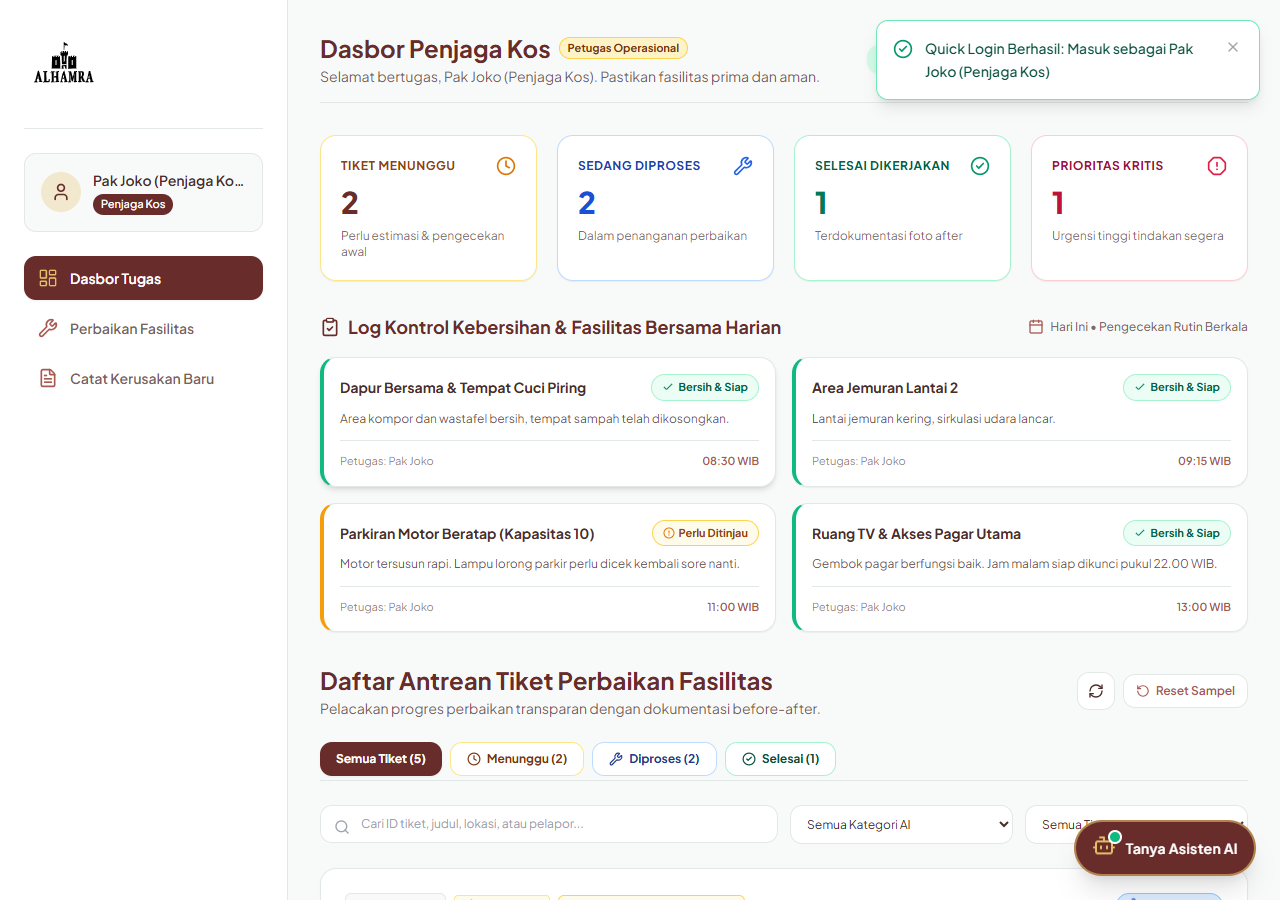 ALHAMRA
Pak Joko (Penjaga Ko...
Penjaga Kos
Dasbor Tugas
Perbaikan Fasilitas
Catat Kerusakan Baru
Dasbor Penjaga Kos
Petugas Operasional
Selamat bertugas, Pak Joko (Penjaga Kos). Pastikan fasilitas prima dan aman.
Quick Login Berhasil: Masuk sebagai Pak
Joko (Penjaga Kos)
TIKET MENUNGGU
2
Perlu estimasi & pengecekan
awal
SEDANG DIPROSES
2
Dalam penanganan perbaikan
SELESAI DIKERJAKAN
1
Terdokumentasi foto after
PRIORITAS KRITIS
1
Urgensi tinggi tindakan segera
Log Kontrol Kebersihan & Fasilitas Bersama Harian
Hari Ini • Pengecekan Rutin Berkala
Dapur Bersama & Tempat Cuci Piring
Bersih & Siap
Area kompor dan wastafel bersih, tempat sampah telah dikosongkan.
Petugas: Pak Joko
08:30 WIB
Area Jemuran Lantai 2
Bersih & Siap
Lantai jemuran kering, sirkulasi udara lancar.
Petugas: Pak Joko
09:15 WIB
Parkiran Motor Beratap (Kapasitas 10)
Perlu Ditinjau
Motor tersusun rapi. Lampu lorong parkir perlu dicek kembali sore nanti.
Petugas: Pak Joko
11:00 WIB
Ruang TV & Akses Pagar Utama
Bersih & Siap
Gembok pagar berfungsi baik. Jam malam siap dikunci pukul 22.00 WIB.
Petugas: Pak Joko
13:00 WIB
Daftar Antrean Tiket Perbaikan Fasilitas
Pelacakan progres perbaikan transparan dengan dokumentasi before-after.
Reset Sampel
Semua Tiket (5)
Menunggu (2)
Diproses (2)
Selesai (1)
Cari ID tiket, judul, lokasi, atau pelapor...
Semua Kategori AI
Semua
Tanya Asisten AI